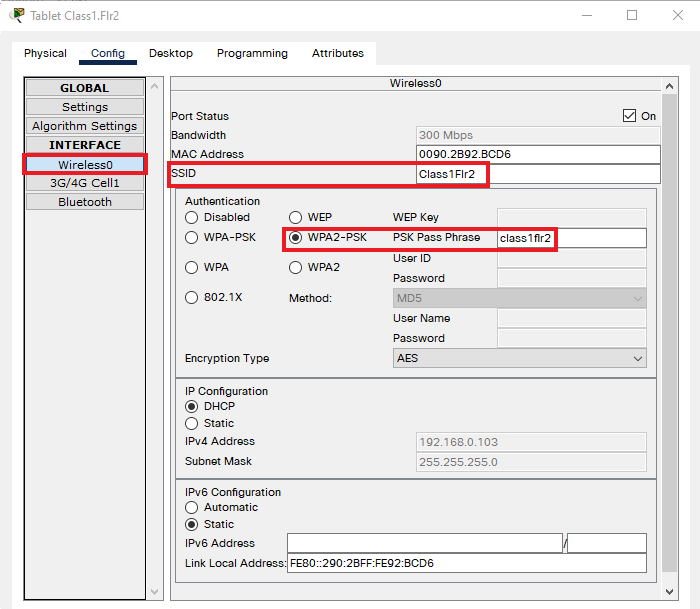 Tablet Class1.Flr2
Physical Config Desktop Programming Attributes
GLOBAL
Settings
Algorithm Settings
INTERFACE
Wireless0
3G/4G Cell1
Bluetooth
Wireless0
Port Status On
Bandwidth 300 Mbps
MAC Address 0090.2B92.BCD6
SSID Class1Flr2
Authentication
Disabled WEP WEP Key
WPA-PSK WPA2-PSK PSK Pass Phrase class1flr2
User ID
WPA WPA2
Password
802.1X Method: MD5
User Name
Password
Encryption Type AES
IP Configuration
DHCP
Static
IPv4 Address 192.168.0.103
Subnet Mask 255.255.255.0
IPv6 Configuration
Automatic
Static
IPv6 Address /
Link Local Address: FE80::290:2BFF:FE92:BCD6